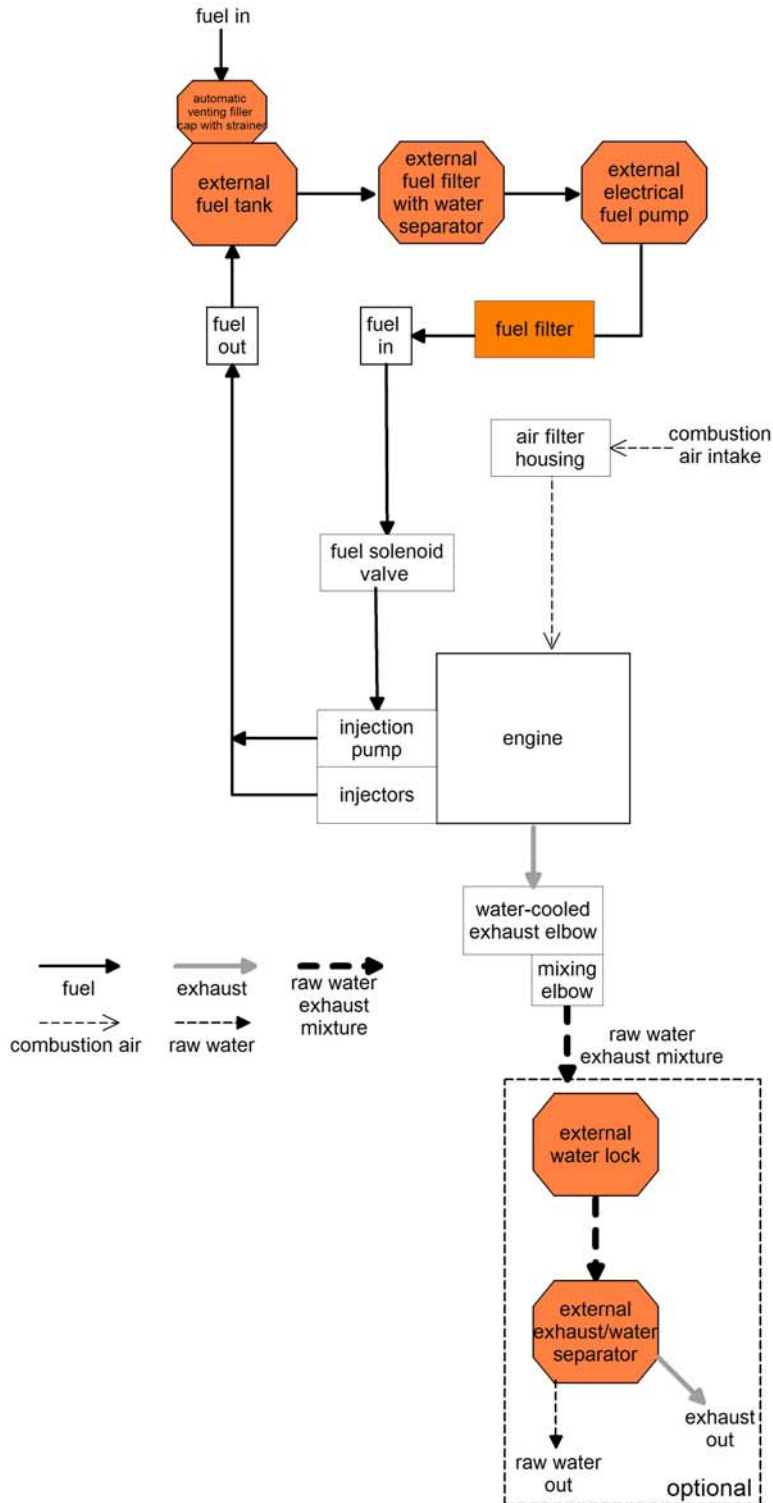 fuel in
automatic
venting filler
cap with strainer
external
fuel tank
external
fuel filter
with water
separator
external
electrical
fuel pump
fuel
out
fuel
in
fuel filter
air filter
housing
combustion
air intake
fuel solenoid
valve
injection
pump
engine
injectors
water-cooled
exhaust elbow
mixing
elbow
fuel
exhaust
raw water
exhaust
mixture
combustion air
raw water
raw water
exhaust mixture
external
water lock
external
exhaust/water
separator
exhaust
out
raw water
out
optional